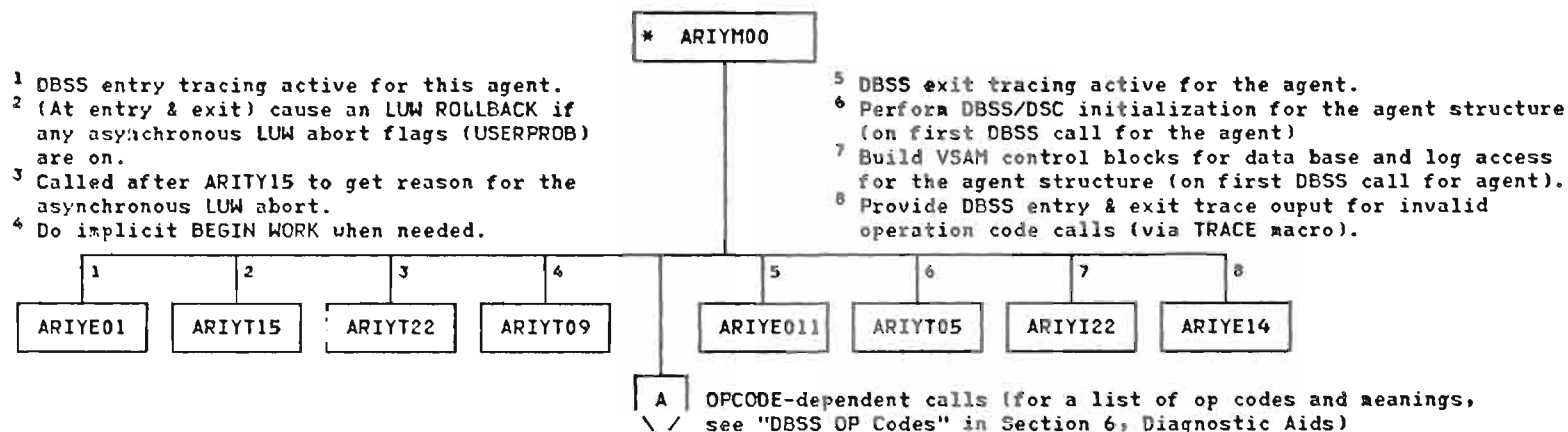 * ARIYM00
1 DBSS entry tracing active for this agent.
2 (At entry & exit) cause an LUW ROLLBACK if
any asynchronous LUW abort flags (USERPROB)
are on.
3 Called after ARITY15 to get reason for the
asynchronous LUW abort.
4 Do implicit BEGIN WORK when needed.
5 DBSS exit tracing active for the agent.
6 Perform DBSS/DSC initialization for the agent structure
(on first DBSS call for the agent)
7 Build VSAM control blocks for data base and log access
for the agent structure (on first DBSS call for agent).
8 Provide DBSS entry & exit trace ouput for invalid
operation code calls (via TRACE macro).
1 2 3 4 5 6 7 8
ARIYE01 ARIYT15 ARIYT22 ARIYT09 ARIYE011 ARIYT05 ARIYI22 ARIYE14
A OPCODE-dependent calls (for a list of op codes and meanings,
see "DBSS OP Codes" in Section 6, Diagnostic Aids)